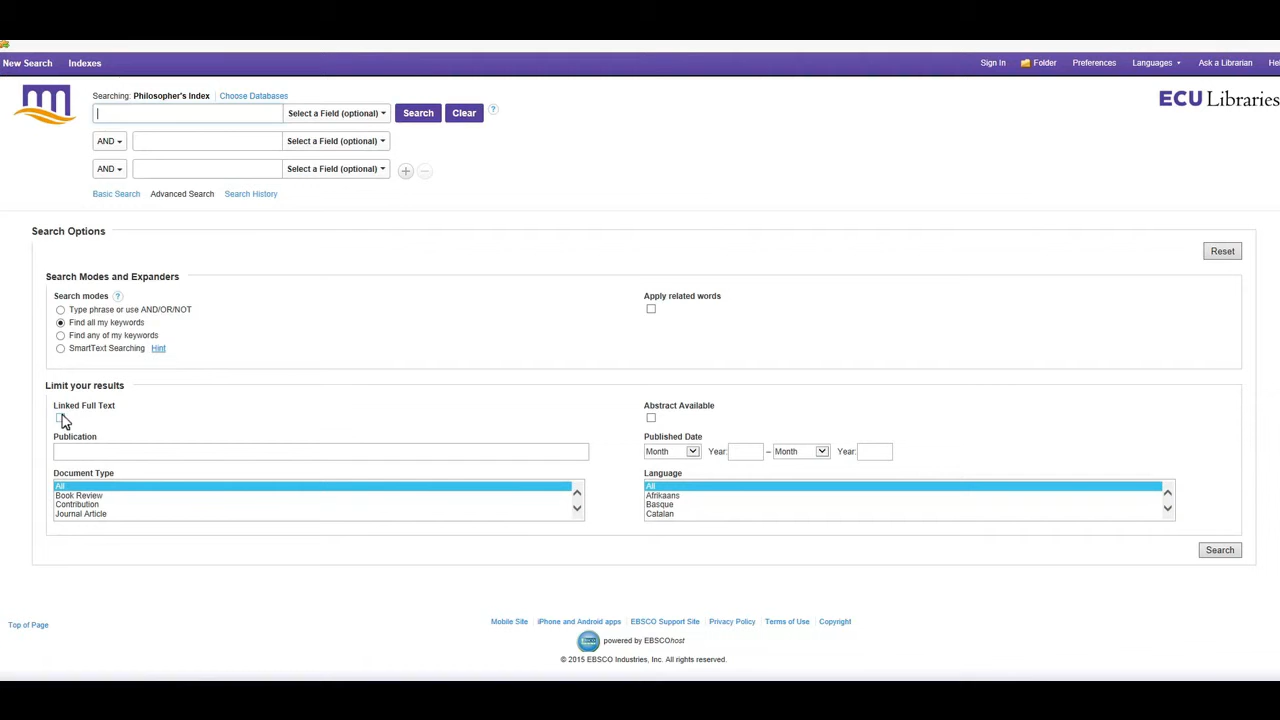 New Search Indexes Sign In Folder Preferences Languages Ask a Librarian
Searching: Philosopher's Index Choose Databases
ECU Libraries
Select a Field (optional) Search Clear ?
AND Select a Field (optional)
AND Select a Field (optional)
Basic Search Advanced Search Search History
Search Options
Reset
Search Modes and Expanders
Search modes ? Apply related words
Type phrase or use AND/OR/NOT
Find all my keywords
Find any of my keywords
SmartText Searching Hint
Limit your results
Linked Full Text Abstract Available
Publication Published Date
Month Year: – Month Year:
Document Type Language
All All
Book Review Afrikaans
Contribution Basque
Journal Article Catalan
Search
Top of Page Mobile Site iPhone and Android apps EBSCO Support Site Privacy Policy Terms of Use Copyright
powered by EBSCOhost
© 2015 EBSCO Industries, Inc. All rights reserved.